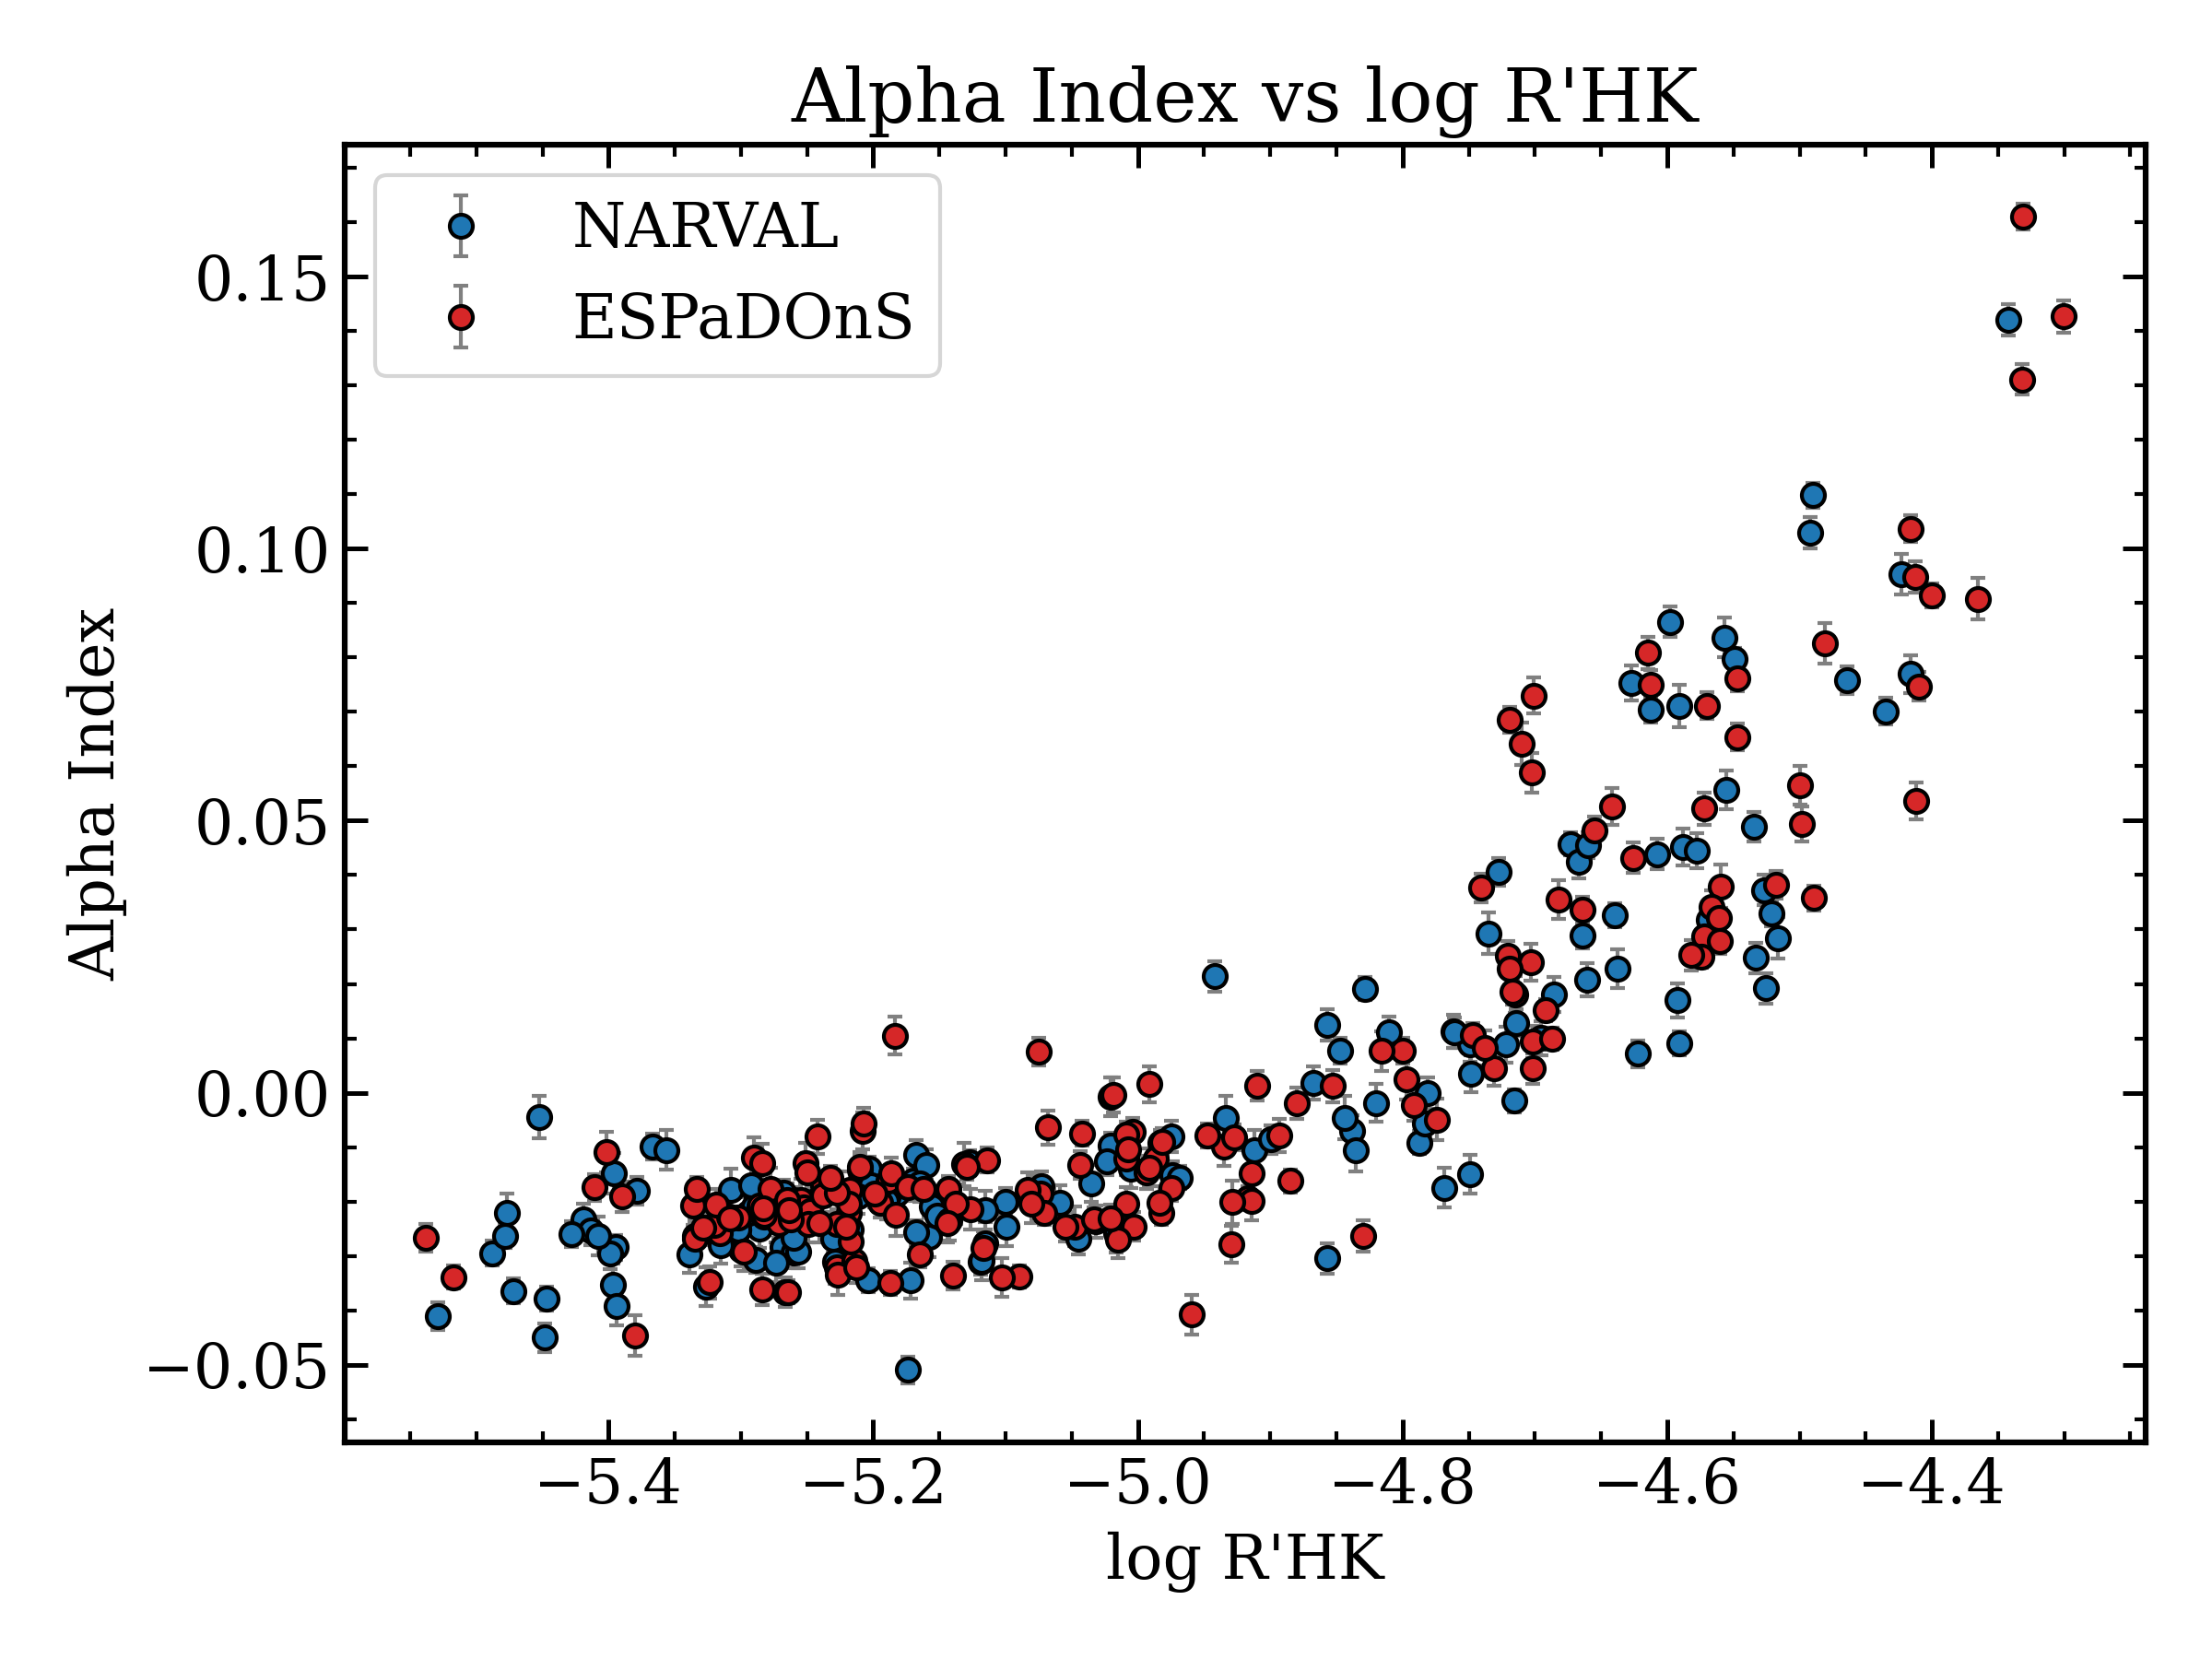 Alpha Index vs log R'HK
NARVAL
ESPaDOnS
0.15
0.10
0.05
0.00
−0.05
Alpha Index
−5.4 −5.2 −5.0 −4.8 −4.6 −4.4
log R'HK